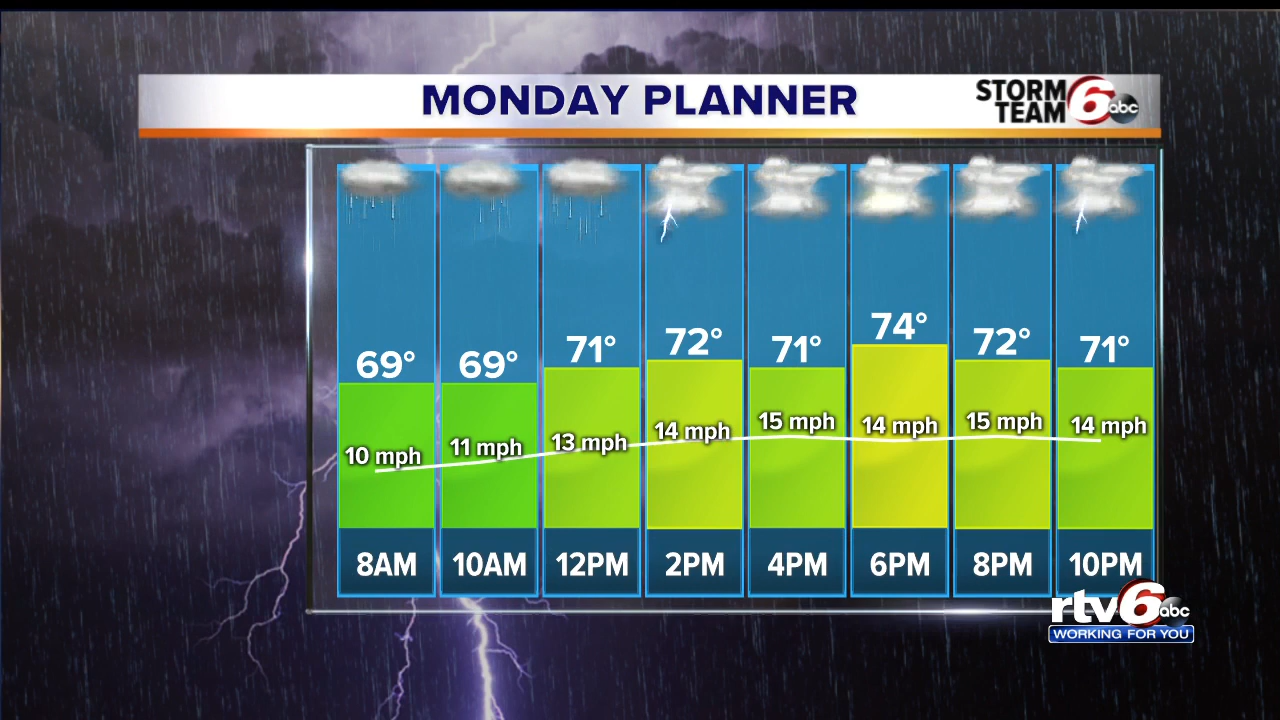 MONDAY PLANNER
STORM
TEAM
6
abc
69° 69° 71° 72° 71° 74° 72° 71°
10 mph 11 mph 13 mph 14 mph 15 mph 14 mph 15 mph 14 mph
8AM 10AM 12PM 2PM 4PM 6PM 8PM 10PM
rtv6 abc
WORKING FOR YOU